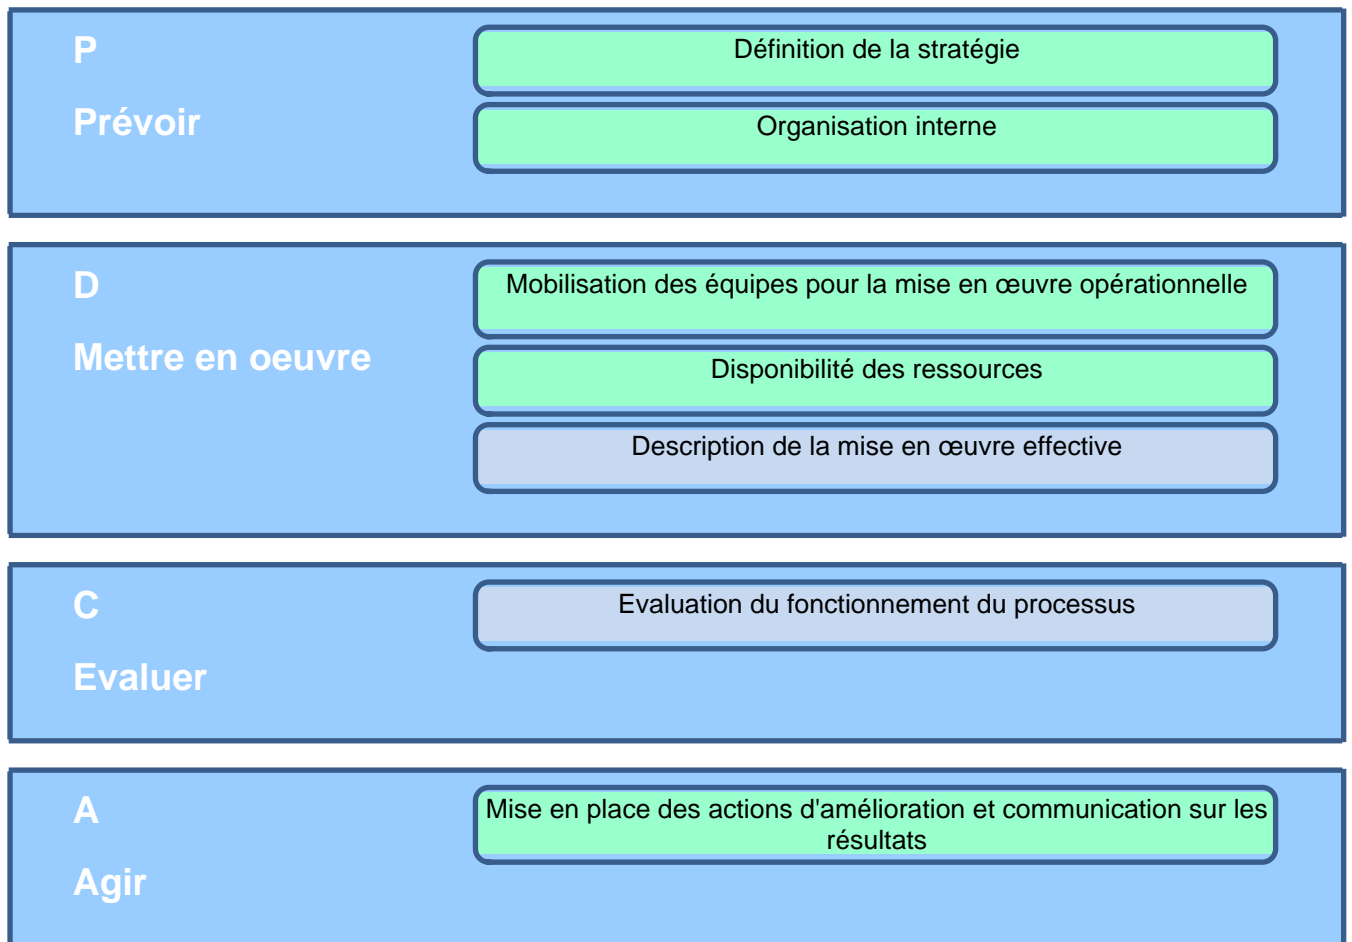 P
Prévoir
Définition de la stratégie
Organisation interne
D
Mettre en oeuvre
Mobilisation des équipes pour la mise en œuvre opérationnelle
Disponibilité des ressources
Description de la mise en œuvre effective
C
Evaluer
Evaluation du fonctionnement du processus
A
Agir
Mise en place des actions d'amélioration et communication sur les
résultats